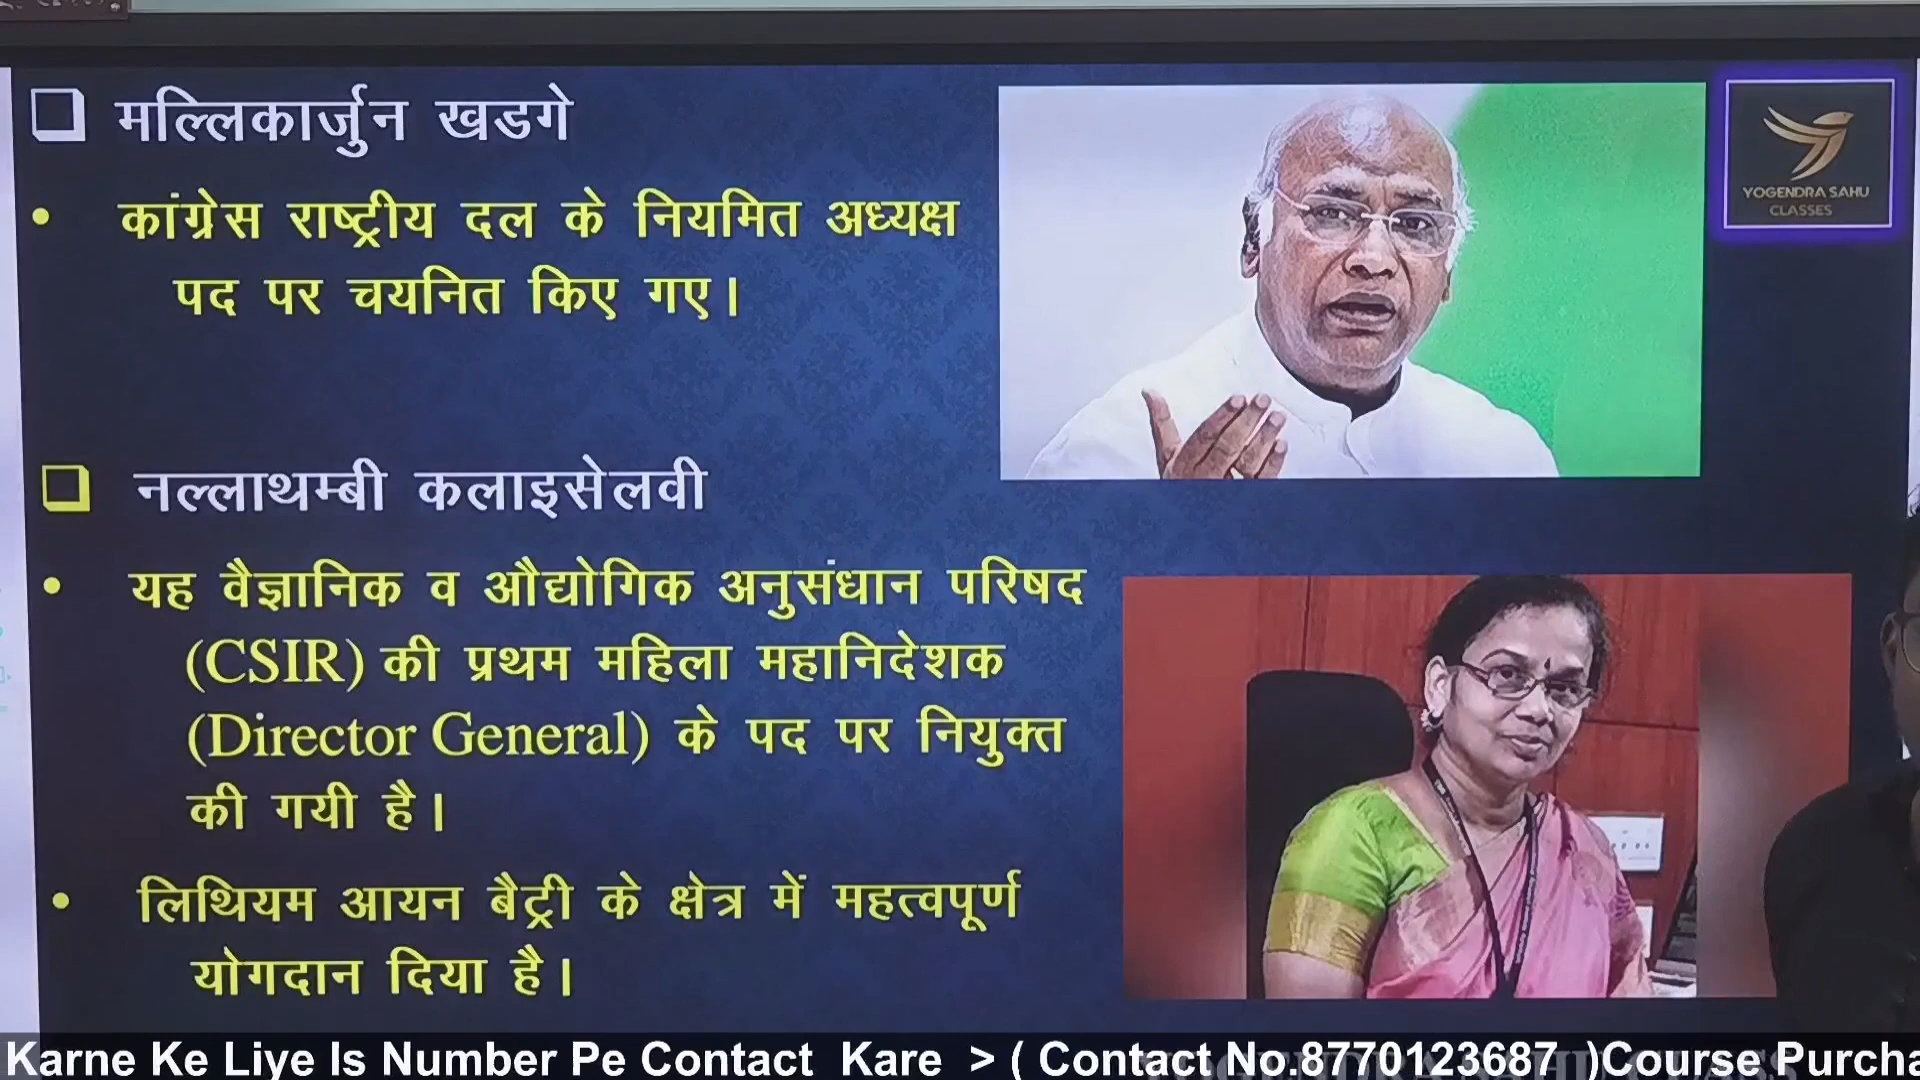 मल्लिकार्जुन खडगे
कांग्रेस राष्ट्रीय दल के नियमित अध्यक्ष
पद पर चयनित किए गए।
YOGENDRA SAHU
CLASSES
नल्लाथम्बी कलाइसेलवी
यह वैज्ञानिक व औद्योगिक अनुसंधान परिषद
(CSIR) की प्रथम महिला महानिदेशक
(Director General) के पद पर नियुक्त
की गयी है।
लिथियम आयन बैट्री के क्षेत्र में महत्वपूर्ण
योगदान दिया है।
Karne Ke Liye Is Number Pe Contact Kare > ( Contact No.8770123687 )Course Purcha